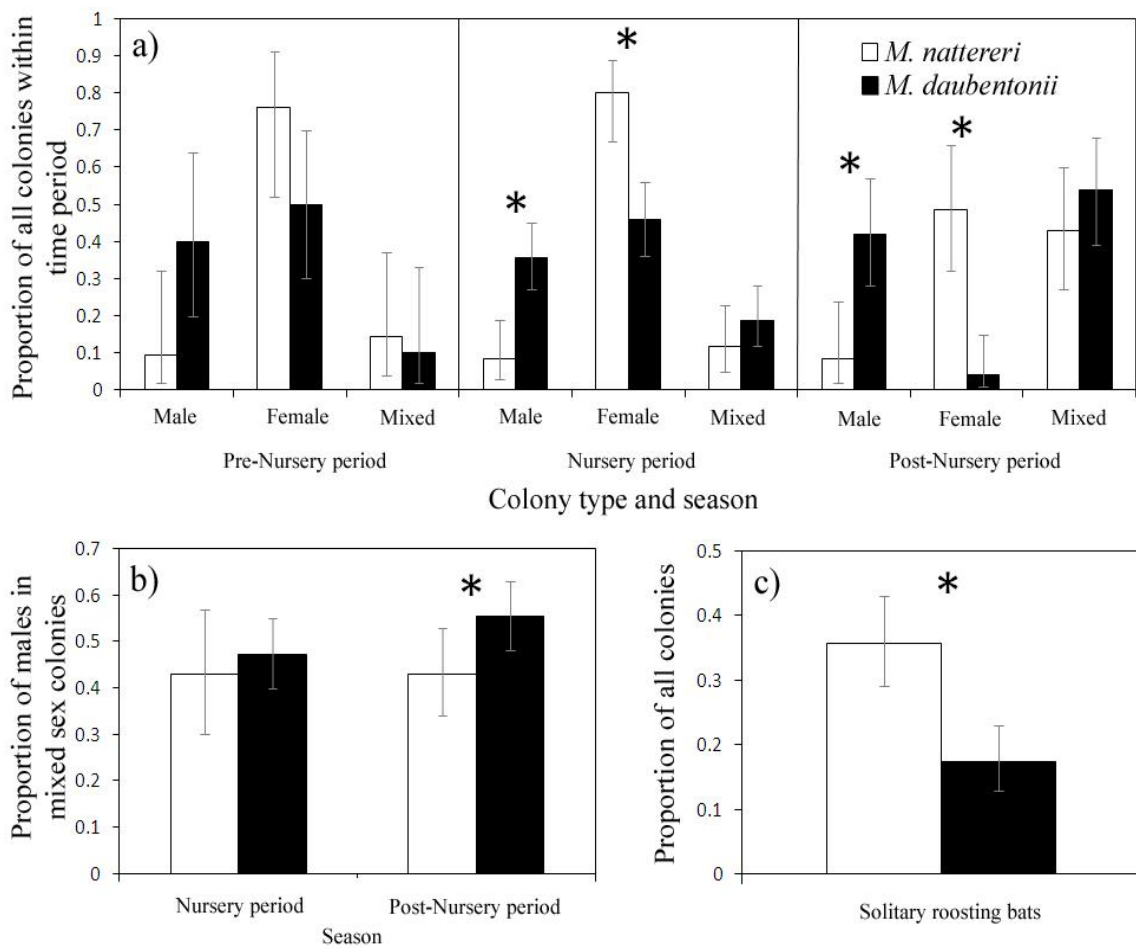 Proportion of all colonies within
time period
1
0.9
0.8
0.7
0.6
0.5
0.4
0.3
0.2
0.1
0
a)
*
*
*
*
M. nattereri
M. daubentonii
Male Female Mixed Male Female Mixed Male Female Mixed
Pre-Nursery period Nursery period Post-Nursery period
Colony type and season
Proportion of males in
mixed sex colonies
0.7
0.6
0.5
0.4
0.3
0.2
0.1
0
b)
*
Nursery period Post-Nursery period
Season
Proportion of all colonies
0.5
0.4
0.3
0.2
0.1
0
c)
*
Solitary roosting bats